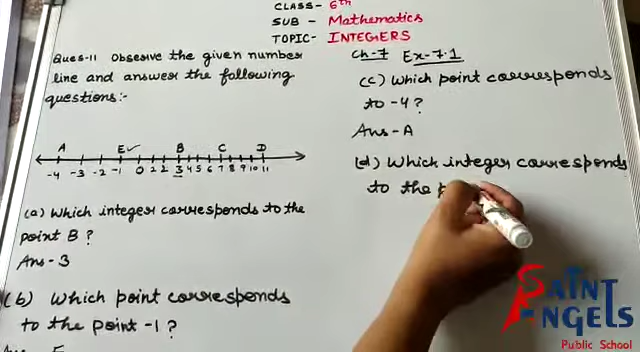 CLASS- 6th
SUB - Mathematics
TOPIC- INTEGERS
Ques-11 Observe the given number
line and answer the following
questions:-
A E✓ B C D
-4 -3 -2 -1 0 1 2 3 4 5 6 7 8 9 10 11
(a) Which integer corresponds to the
point B ?
Ans - 3
(b) Which point corresponds
to the point -1 ?
Ch-7 Ex-7.1
(c) Which point corresponds
to -4 ?
Ans - A
(d) Which integer corresponds
to the
SAINT
ANGELS
Public School